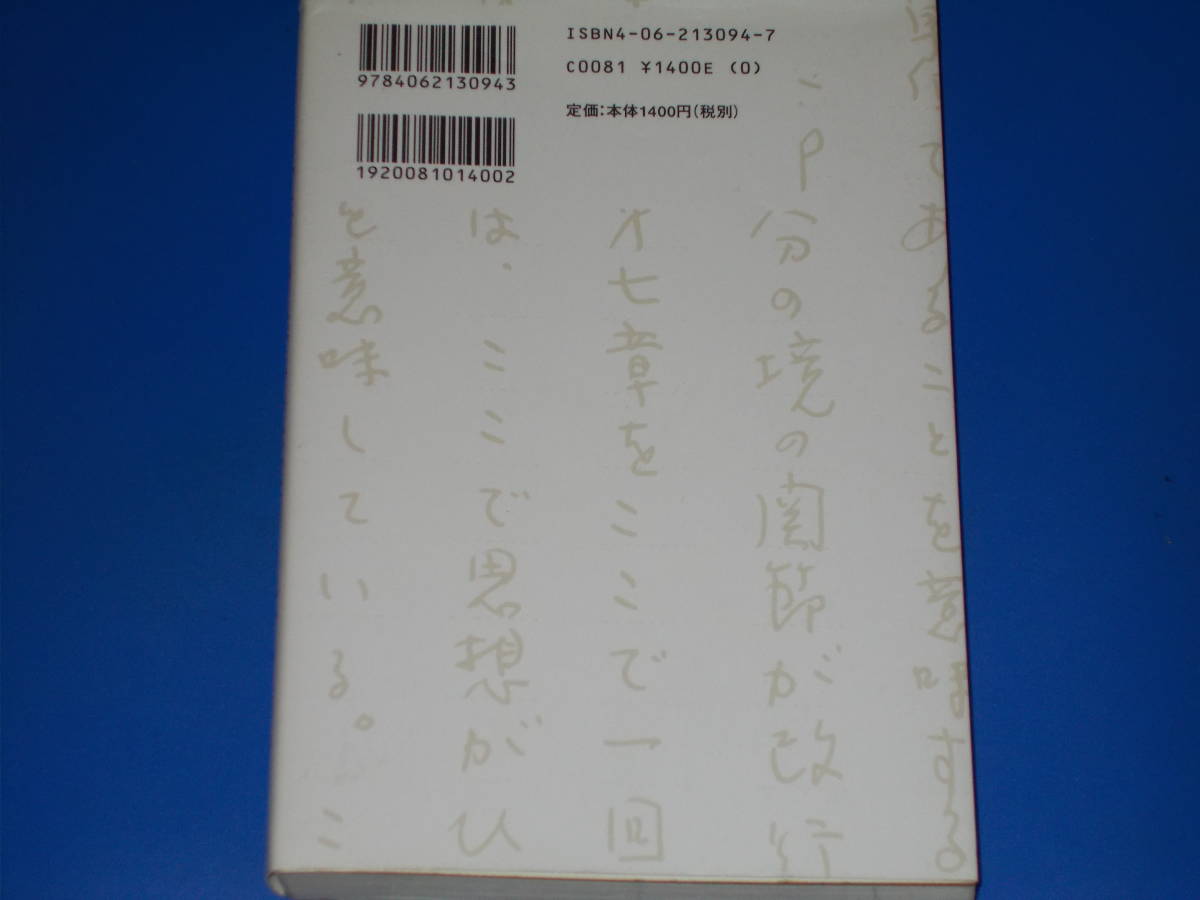 ISBN4-06-213094-7
C0081 ¥1400E (0)
定価：本体1400円（税別）
9784062130943
1920081014002
であることを意味する
分の境の関節が改行
才七章をここで一回
は、ここで思想がひ
を意味している。こ